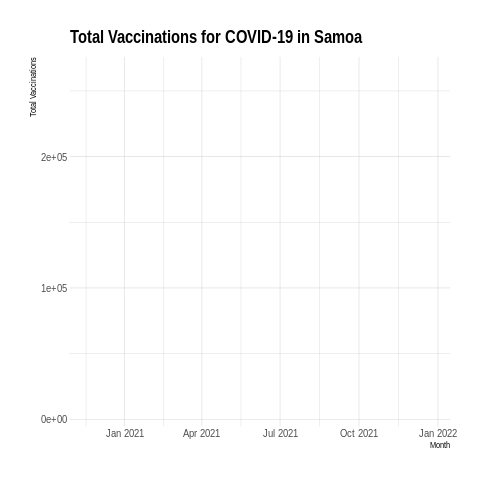 Total Vaccinations for COVID-19 in Samoa
Total Vaccinations
2e+05
1e+05
0e+00
Jan 2021 Apr 2021 Jul 2021 Oct 2021 Jan 2022
Month